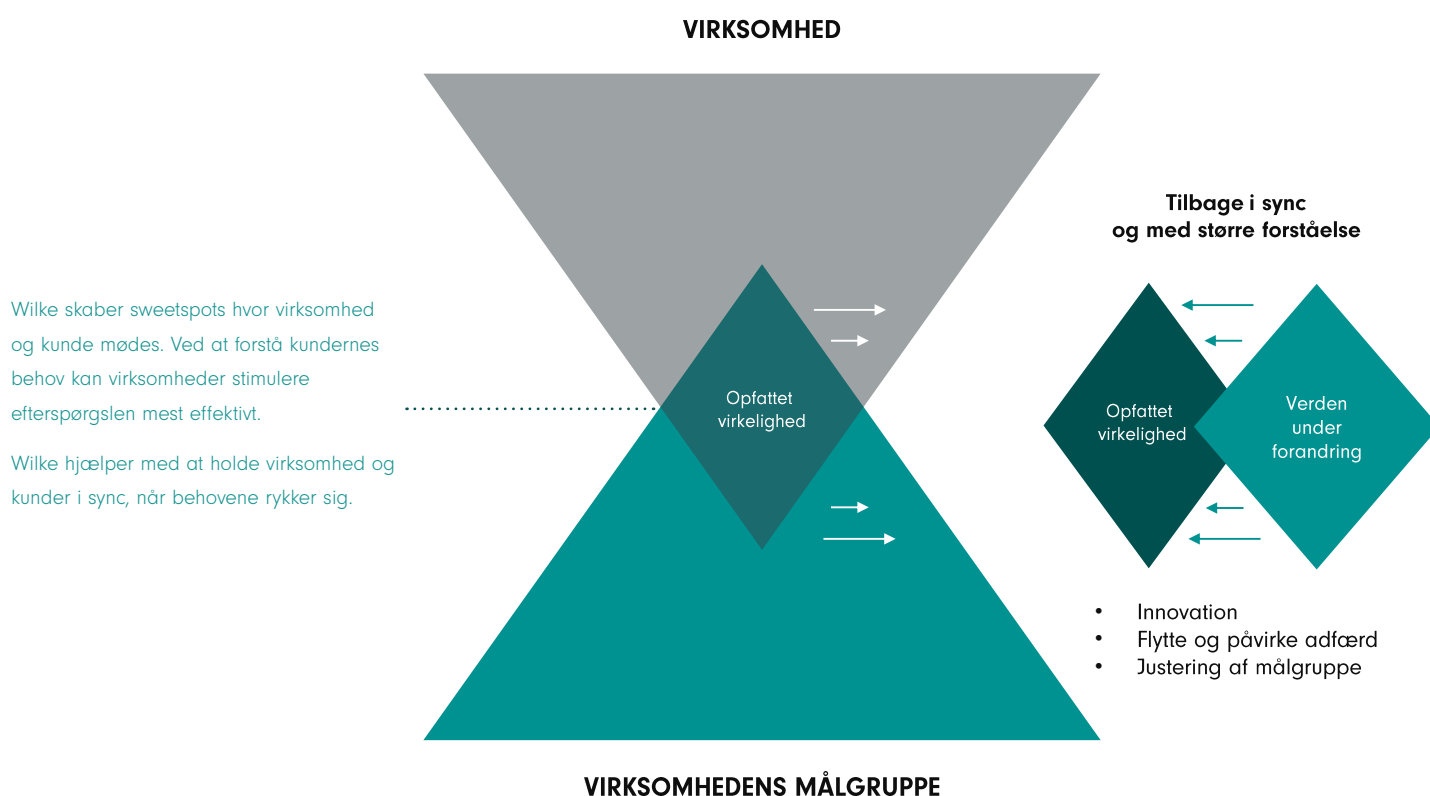 VIRKSOMHED
Wilke skaber sweetspots hvor virksomhed
og kunde mødes. Ved at forstå kundernes
behov kan virksomheder stimulere
efterspørgslen mest effektivt.
Wilke hjælper med at holde virksomhed og
kunder i sync, når behovene rykker sig.
Opfattet
virkelighed
Tilbage i sync
og med større forståelse
Opfattet
virkelighed
Verden
under
forandring
• Innovation
• Flytte og påvirke adfærd
• Justering af målgruppe
VIRKSOMHEDENS MÅLGRUPPE